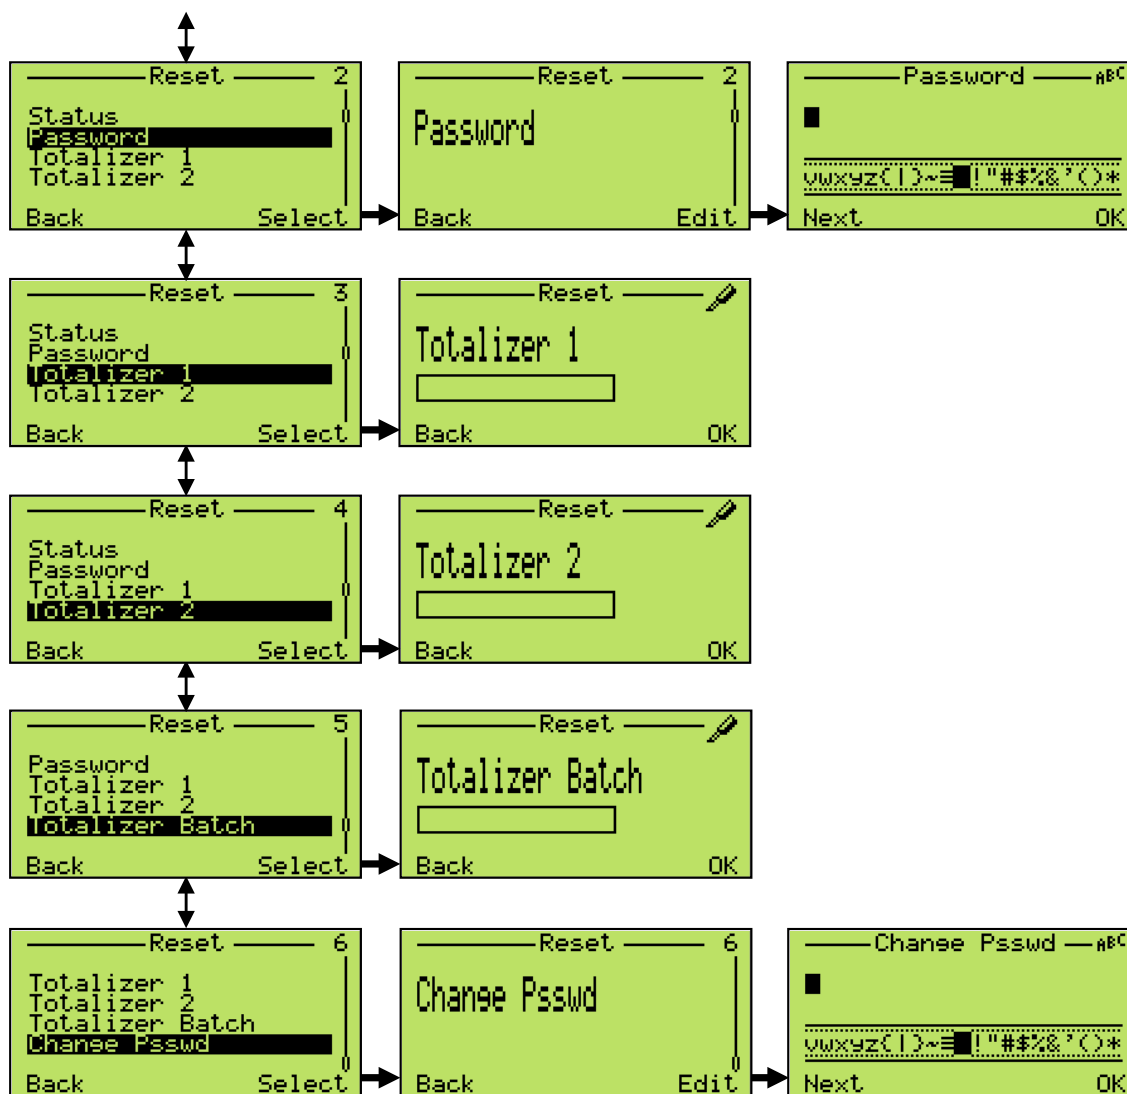 Reset 2
Status
Password
Totalizer 1
Totalizer 2
Back Select
Reset 2
Password
Back Edit
Password ABC
vwxyz{|}~≡ !"#$%&'()*
Next OK
Reset 3
Status
Password
Totalizer 1
Totalizer 2
Back Select
Reset
Totalizer 1
Back OK
Reset 4
Status
Password
Totalizer 1
Totalizer 2
Back Select
Reset
Totalizer 2
Back OK
Reset 5
Password
Totalizer 1
Totalizer 2
Totalizer Batch
Back Select
Reset
Totalizer Batch
Back OK
Reset 6
Totalizer 1
Totalizer 2
Totalizer Batch
Change Psswd
Back Select
Reset 6
Change Psswd
Back Edit
Change Psswd ABC
vwxyz{|}~≡ !"#$%&'()*
Next OK